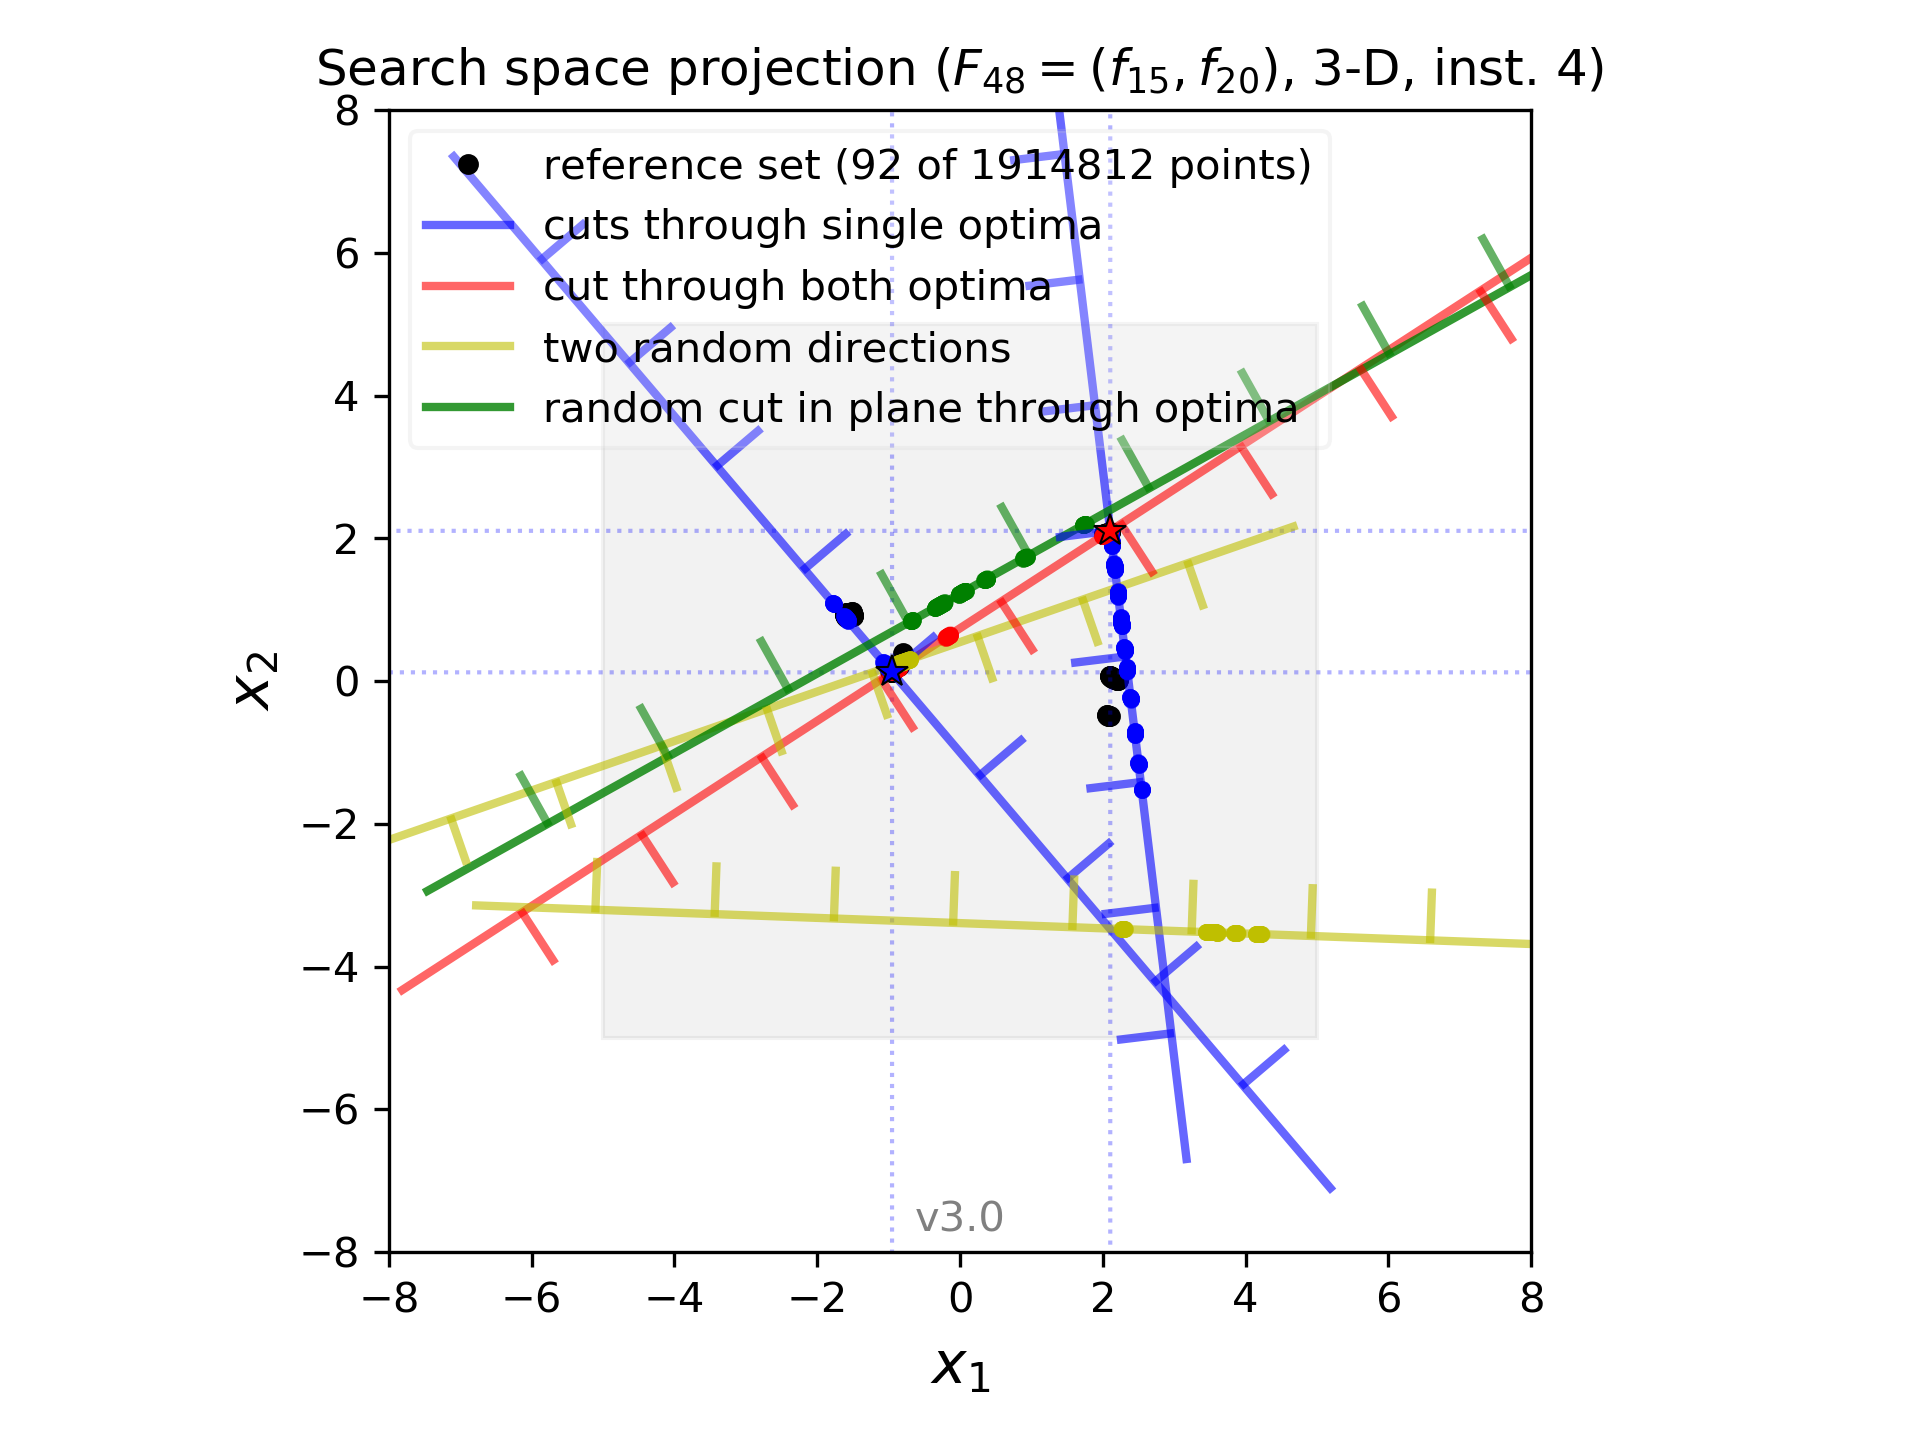 Search space projection (F48 = (f15, f20), 3-D, inst. 4)
reference set (92 of 1914812 points)
cuts through single optima
cut through both optima
two random directions
random cut in plane through optima
8
6
4
2
0
−2
−4
−6
−8
x2
v3.0
−8 −6 −4 −2 0 2 4 6 8
x1